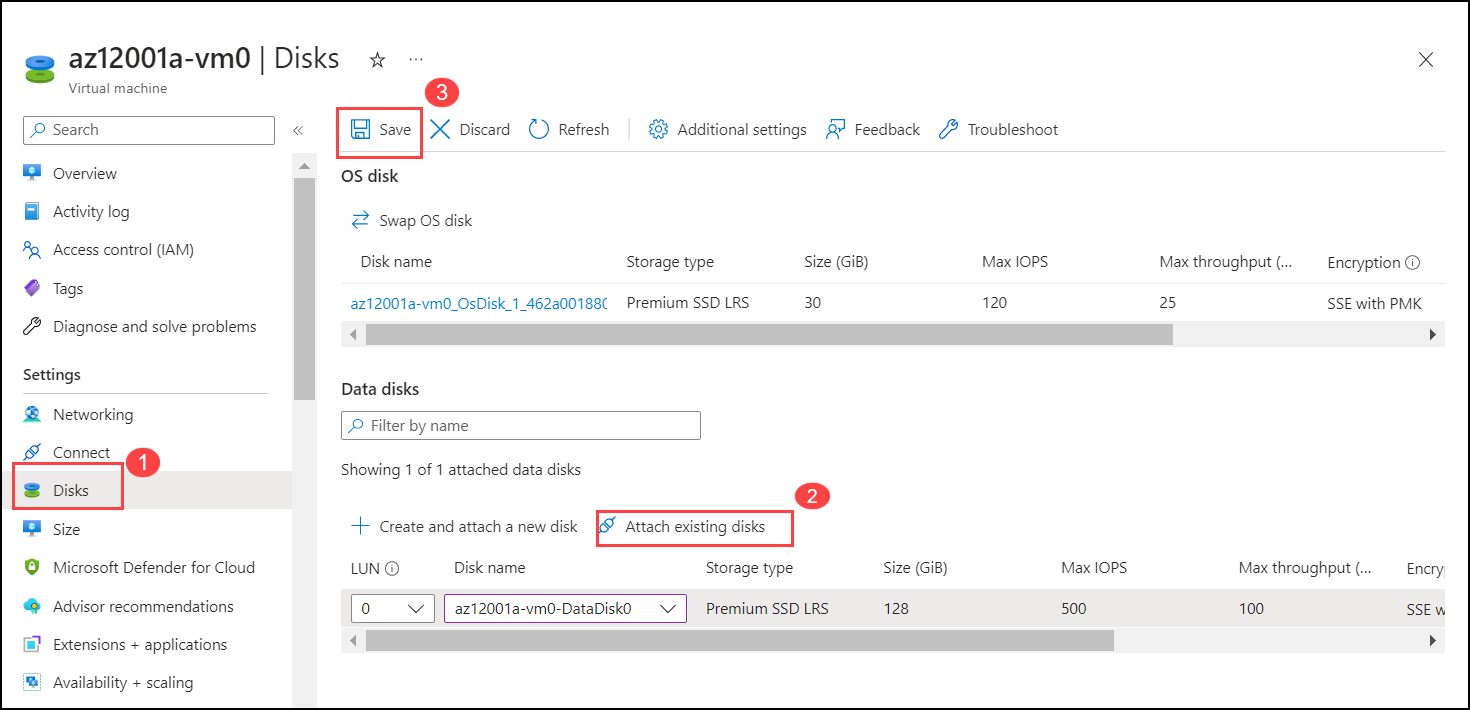 az12001a-vm0 | Disks ☆ ...
Virtual machine
3
Search «
Save Discard Refresh Additional settings Feedback Troubleshoot
Overview
Activity log
Access control (IAM)
Tags
Diagnose and solve problems
Settings
Networking
Connect
1
Disks
Size
Microsoft Defender for Cloud
Advisor recommendations
Extensions + applications
Availability + scaling
OS disk
Swap OS disk
Disk name Storage type Size (GiB) Max IOPS Max throughput (... Encryption
az12001a-vm0_OsDisk_1_462a001880 Premium SSD LRS 30 120 25 SSE with PMK
Data disks
Filter by name
Showing 1 of 1 attached data disks
2
Create and attach a new disk Attach existing disks
LUN Disk name Storage type Size (GiB) Max IOPS Max throughput (... Encry
0 az12001a-vm0-DataDisk0 Premium SSD LRS 128 500 100 SSE w